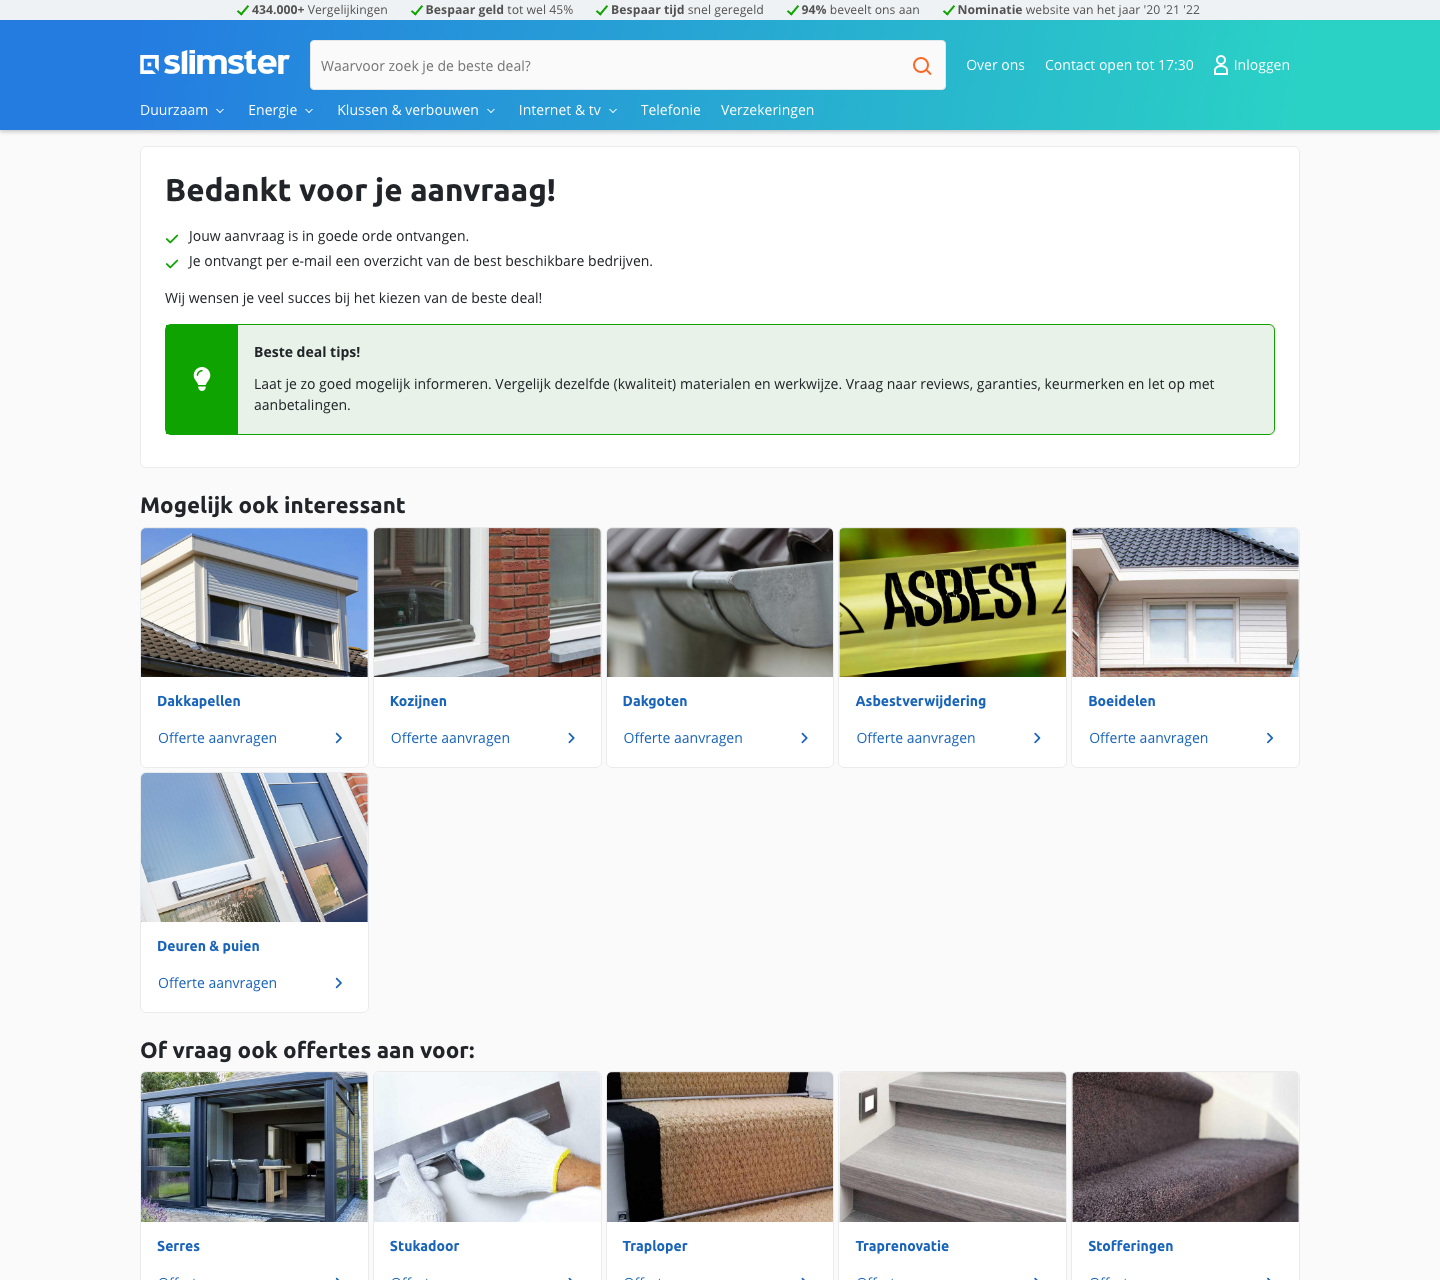 434.000+ Vergelijkingen
Bespaar geld tot wel 45%
Bespaar tijd snel geregeld
94% beveelt ons aan
Nominatie website van het jaar '20 '21 '22
slimster
Waarvoor zoek je de beste deal?
Over ons
Contact open tot 17:30
Inloggen
Duurzaam
Energie
Klussen & verbouwen
Internet & tv
Telefonie
Verzekeringen
Bedankt voor je aanvraag!
Jouw aanvraag is in goede orde ontvangen.
Je ontvangt per e-mail een overzicht van de best beschikbare bedrijven.
Wij wensen je veel succes bij het kiezen van de beste deal!
Beste deal tips!
Laat je zo goed mogelijk informeren. Vergelijk dezelfde (kwaliteit) materialen en werkwijze. Vraag naar reviews, garanties, keurmerken en let op met
aanbetalingen.
Mogelijk ook interessant
ASBEST
Dakkapellen
Offerte aanvragen
Kozijnen
Offerte aanvragen
Dakgoten
Offerte aanvragen
Asbestverwijdering
Offerte aanvragen
Boeidelen
Offerte aanvragen
Deuren & puien
Offerte aanvragen
Of vraag ook offertes aan voor:
Serres
Stukadoor
Traploper
Traprenovatie
Stofferingen